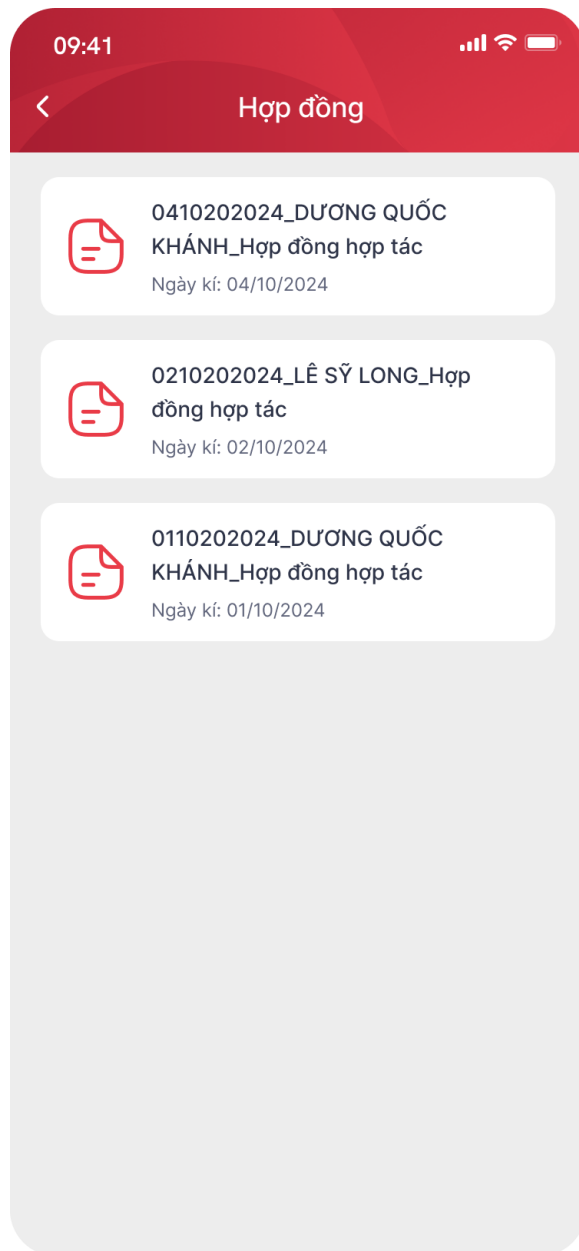 09:41
Hợp đồng
0410202024_DƯƠNG QUỐC
KHÁNH_Hợp đồng hợp tác
Ngày kí: 04/10/2024
0210202024_LÊ SỸ LONG_Hợp
đồng hợp tác
Ngày kí: 02/10/2024
0110202024_DƯƠNG QUỐC
KHÁNH_Hợp đồng hợp tác
Ngày kí: 01/10/2024